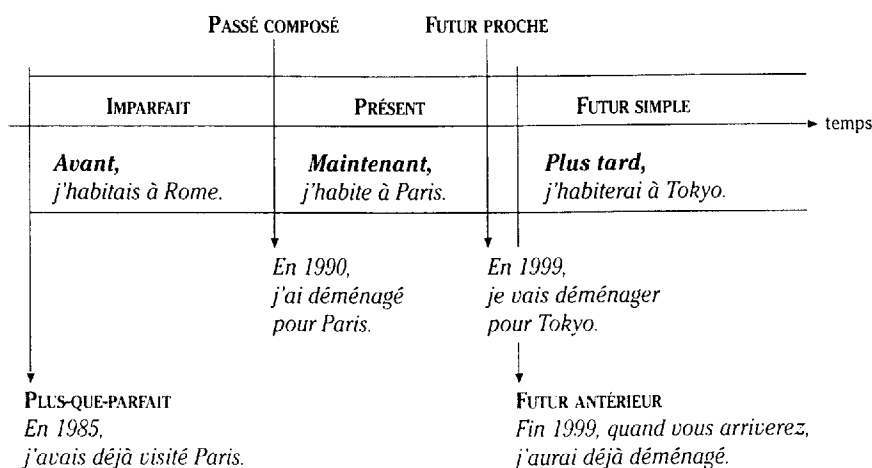 PASSÉ COMPOSÉ FUTUR PROCHE
IMPARFAIT PRÉSENT FUTUR SIMPLE
temps
Avant, Maintenant, Plus tard,
j'habitais à Rome. j'habite à Paris. j'habiterai à Tokyo.
En 1990, En 1999,
j'ai déménagé je vais déménager
pour Paris. pour Tokyo.
PLUS-QUE-PARFAIT FUTUR ANTÉRIEUR
En 1985, Fin 1999, quand vous arriverez,
j'avais déjà visité Paris. j'aurai déjà déménagé.